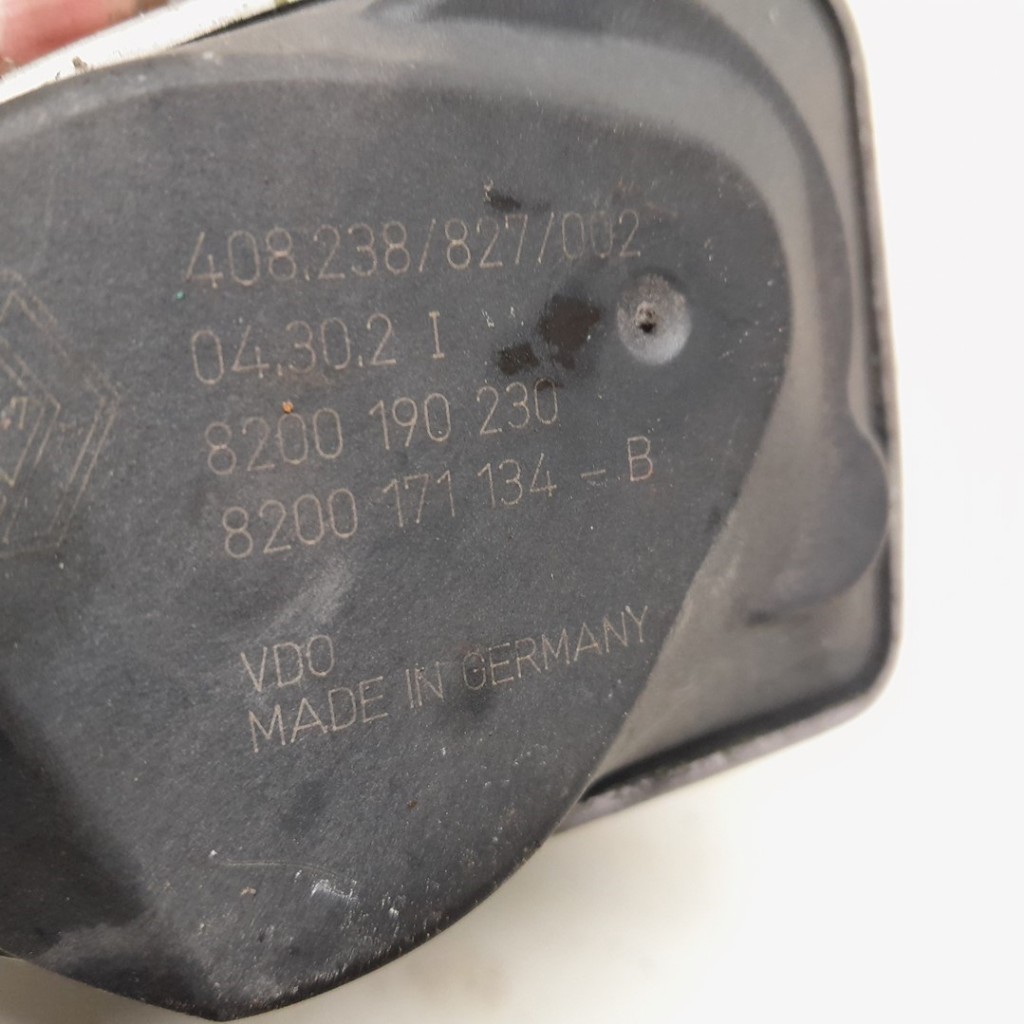 408.238/827/002
04.30.2 I
8200 190 230
8200 171 134 - B
VDO
MADE IN GERMANY